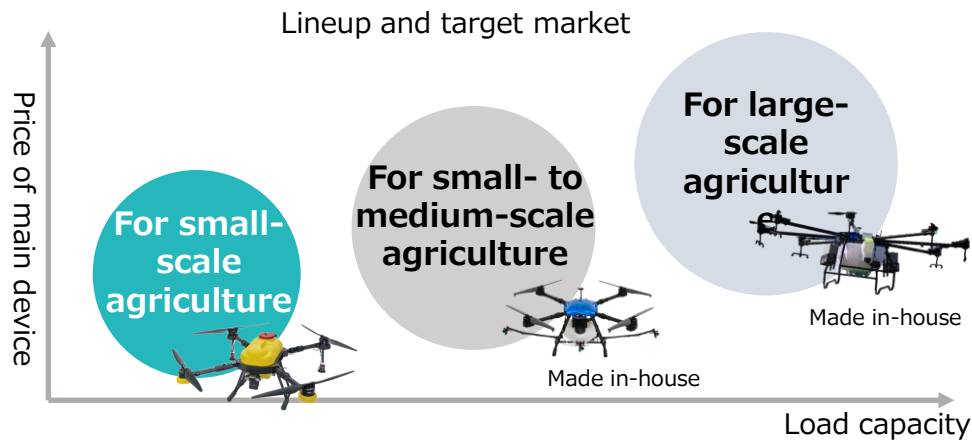 Lineup and target market
Price of main device
For small-
scale
agriculture
For small- to
medium-scale
agriculture
Made in-house
For large-
scale
agricultur
Made in-house
Load capacity